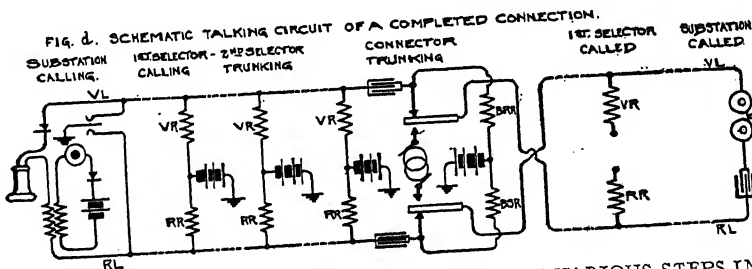 FIG. d. SCHEMATIC TALKING CIRCUIT OF A COMPLETED CONNECTION.
SUBSTATION CALLING.
1ST. SELECTOR - 2ND SELECTOR
CALLING TRUNKING
CONNECTOR TRUNKING
1ST. SELECTOR CALLED
SUBSTATION CALLED.
VL
VL
VR
VR
VR
BRR
VR
RR
RR
RR
BSR
RR
RL
RL
VARIOUS STEPS IN